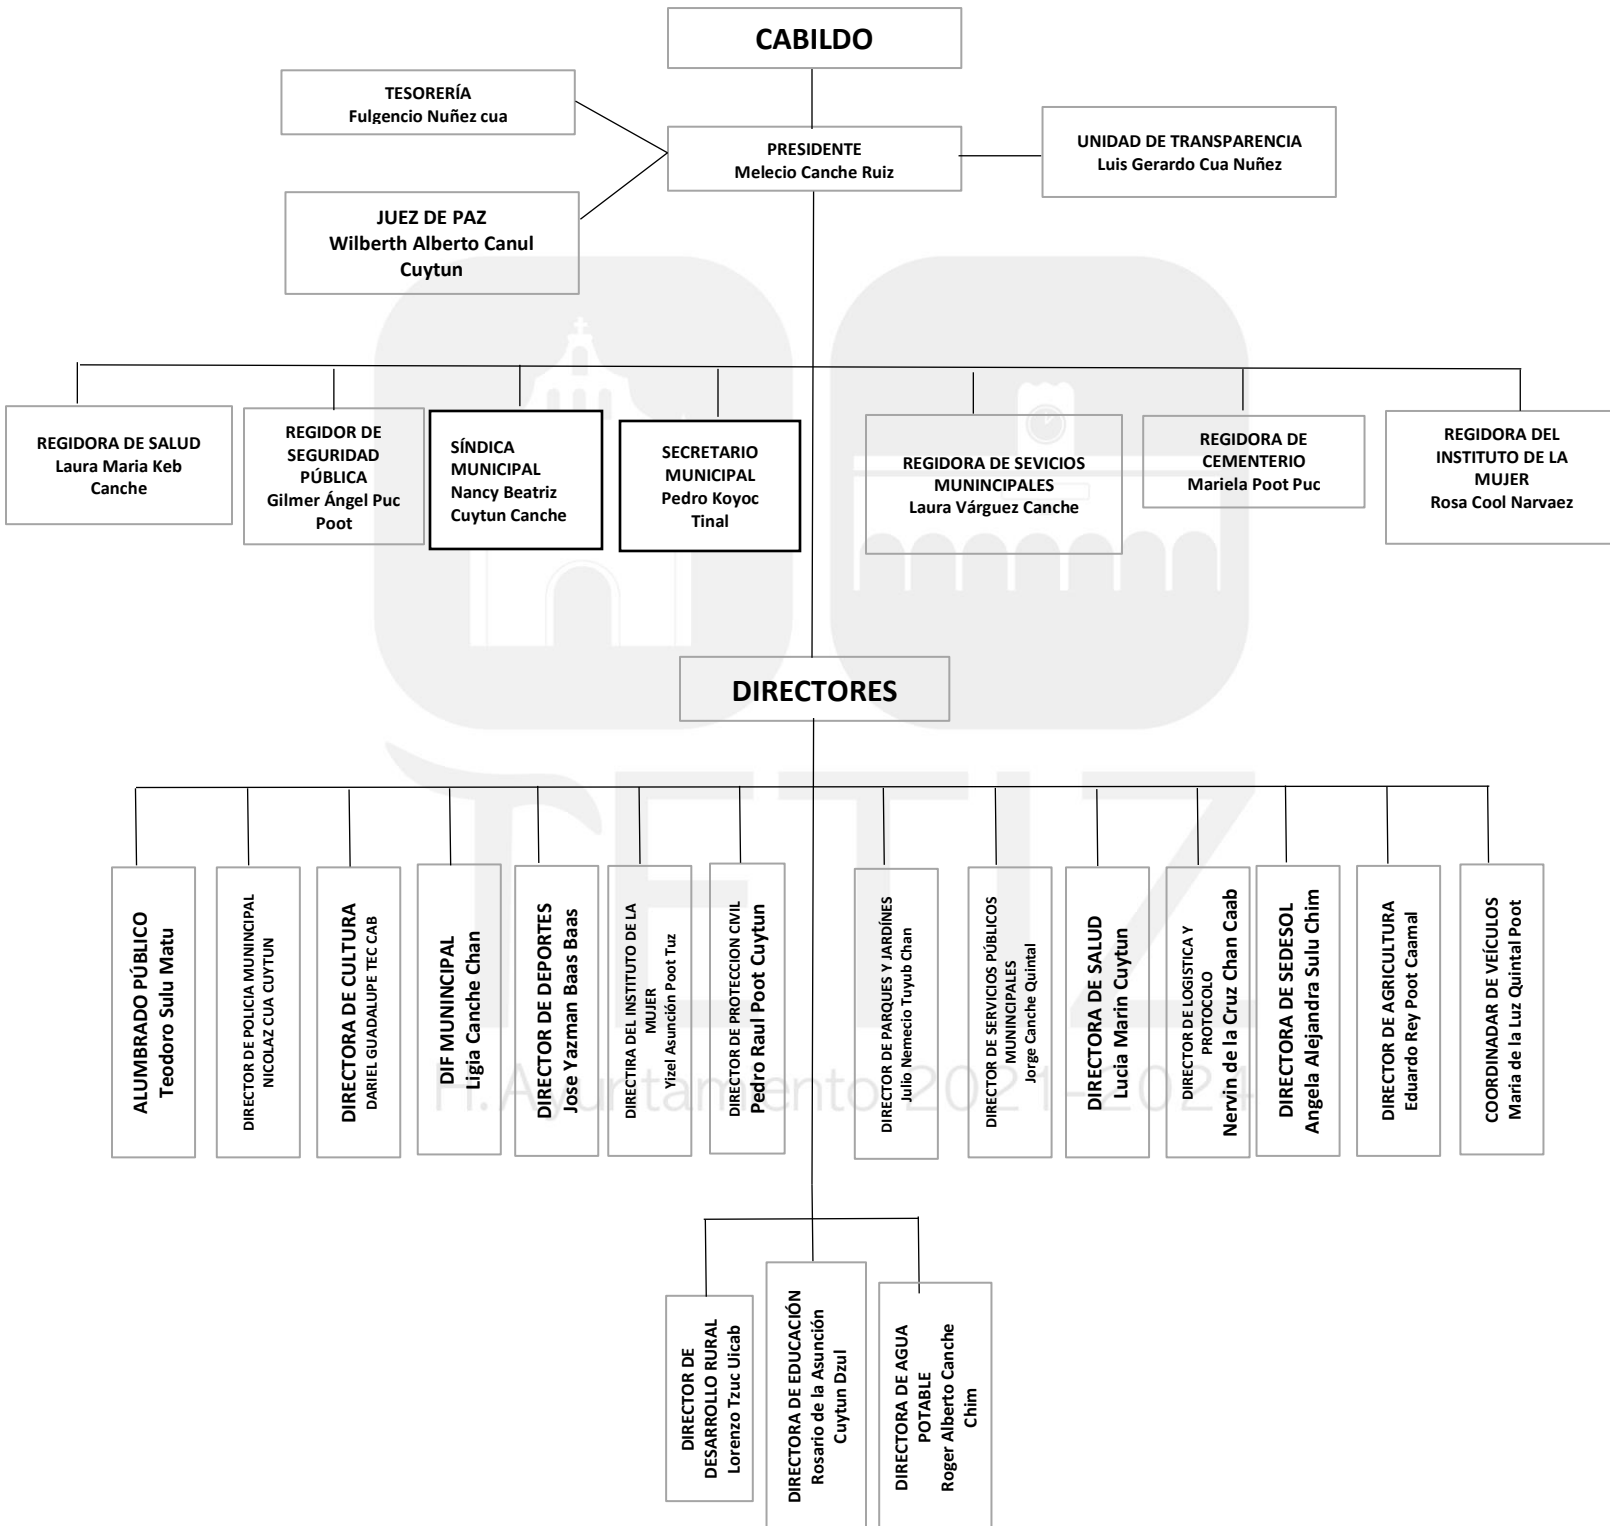 CABILDO
TESORERÍA
Fulgencio Nuñez cua
PRESIDENTE
Melecio Canche Ruiz
UNIDAD DE TRANSPARENCIA
Luis Gerardo Cua Nuñez
JUEZ DE PAZ
Wilberth Alberto Canul
Cuytun
REGIDORA DE SALUD
Laura Maria Keb
Canche
REGIDOR DE
SEGURIDAD
PÚBLICA
Gilmer Ángel Puc
Poot
SÍNDICA
MUNICIPAL
Nancy Beatriz
Cuytun Canche
SECRETARIO
MUNICIPAL
Pedro Koyoc
Tinal
REGIDORA DE SEVICIOS
MUNINCIPALES
Laura Várguez Canche
REGIDORA DE
CEMENTERIO
Mariela Poot Puc
REGIDORA DEL
INSTITUTO DE LA
MUJER
Rosa Cool Narvaez
DIRECTORES
TETIZ
H. Ayuntamiento 2021-2024
ALUMBRADO PÚBLICO
Teodoro Sulu Matu
DIRECTOR DE POLICIA MUNINCIPAL
NICOLAZ CUA CUYTUN
DIRECTORA DE CULTURA
DARIEL GUADALUPE TEC CAB
DIF MUNINCIPAL
Ligia Canche Chan
DIRECTOR DE DEPORTES
Jose Yazman Baas Baas
DIRECTIRA DEL INSTITUTO DE LA
MUJER
Yizel Asunción Poot Tuz
DIRECTOR DE PROTECCION CIVIL
Pedro Raul Poot Cuytun
DIRECTOR DE PARQUES Y JARDÍNES
Julio Nemecio Tuyub Chan
DIRECTOR DE SERVICIOS PÚBLICOS
MUNINCIPALES
Jorge Canche Quintal
DIRECTORA DE SALUD
Lucia Marin Cuytun
DIRECTOR DE LOGISTICA Y
PROTOCOLO
Nervin de la Cruz Chan Caab
DIRECTORA DE SEDESOL
Angela Alejandra Sulu Chim
DIRECTOR DE AGRICULTURA
Eduardo Rey Poot Caamal
COORDINADAR DE VEÍCULOS
Maria de la Luz Quintal Poot
DIRECTOR DE
DESARROLLO RURAL
Lorenzo Tzuc Uicab
DIRECTORA DE EDUCACIÓN
Rosario de la Asunción
Cuytun Dzul
DIRECTORA DE AGUA
POTABLE
Roger Alberto Canche
Chim